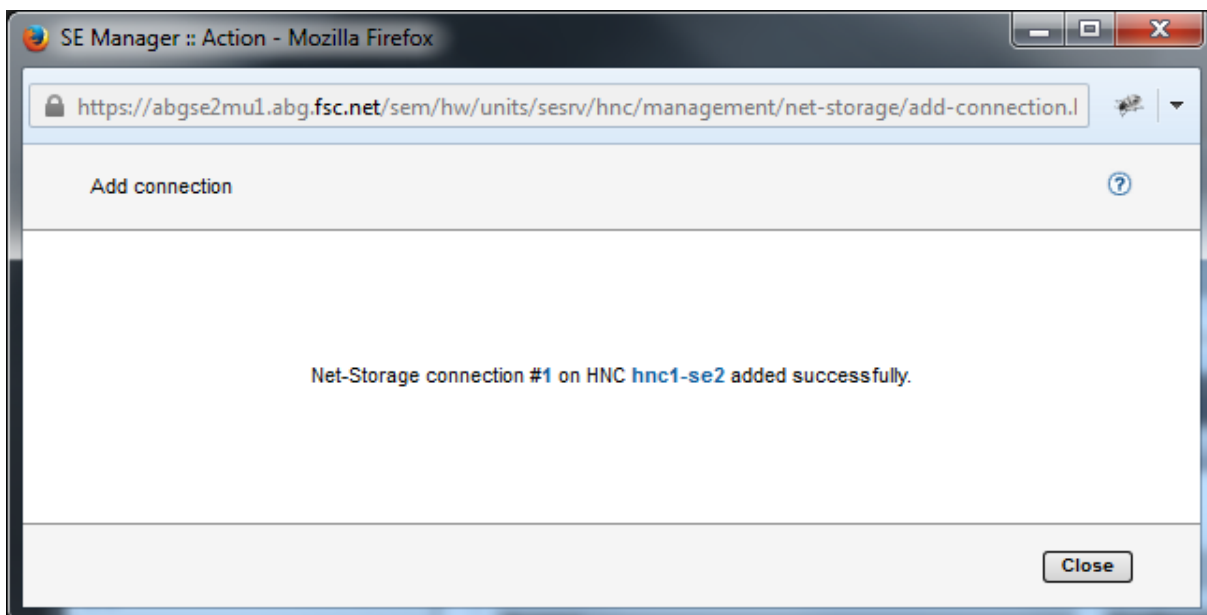 SE Manager :: Action - Mozilla Firefox
https://abgse2mu1.abg.fsc.net/sem/hw/units/sesrv/hnc/management/net-storage/add-connection.l
Add connection
?
Net-Storage connection #1 on HNC hnc1-se2 added successfully.
Close